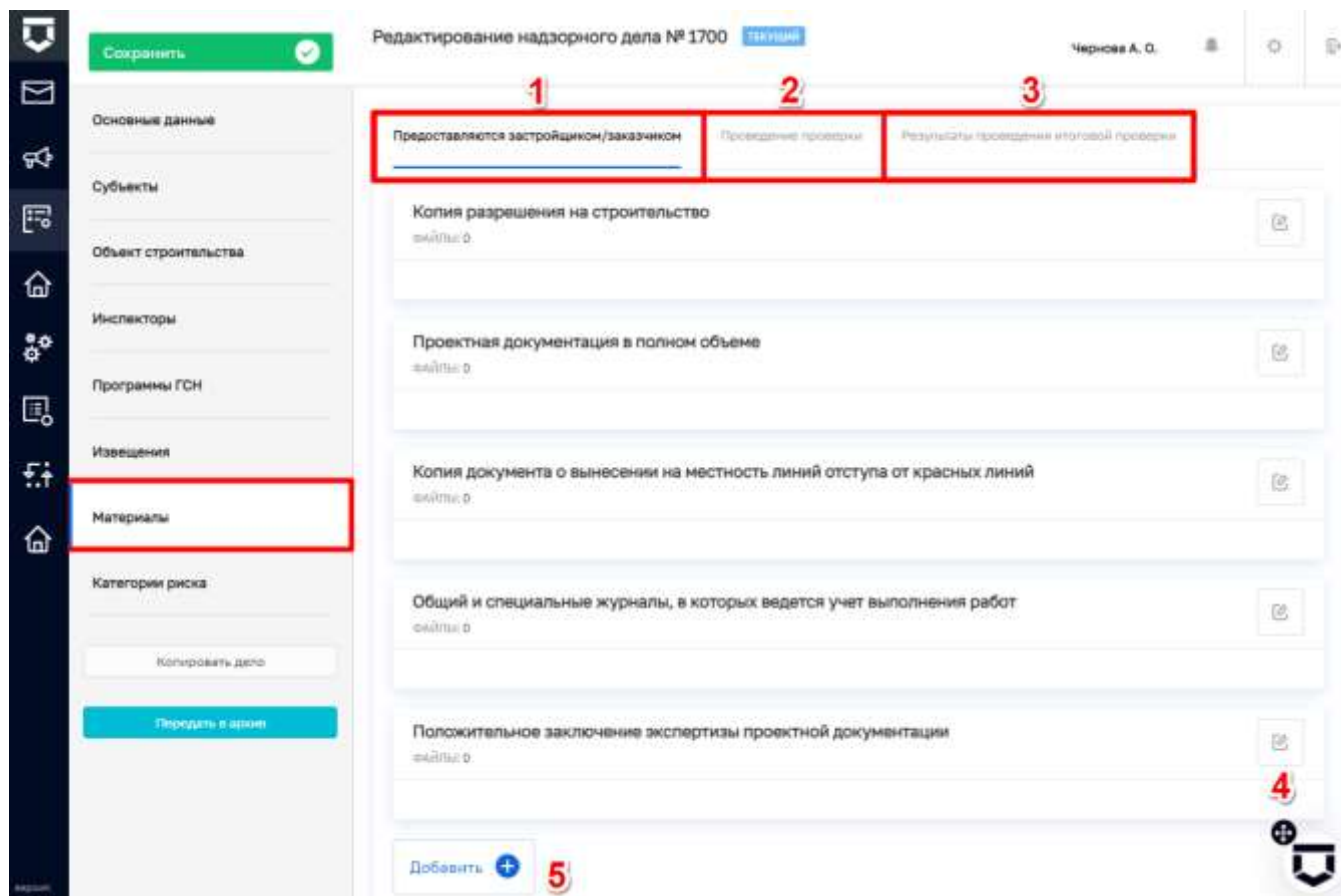 Сохранить
Редактирование надзорного дела № 1700 ТЕКУЩИЙ
Чернова А. О.
1
2
3
Основные данные
Субъекты
Объект строительства
Инспекторы
Программы ГСН
Извещения
Материалы
Категории риска
Копировать дело
Передать в архив
версия:
Предоставляются застройщиком/заказчиком
Проведение проверки
Результаты проведения итоговой проверки
Копия разрешения на строительство
ФАЙЛЫ: 0
Проектная документация в полном объеме
ФАЙЛЫ: 0
Копия документа о вынесении на местность линий отступа от красных линий
ФАЙЛЫ: 0
Общий и специальные журналы, в которых ведется учет выполнения работ
ФАЙЛЫ: 0
Положительное заключение экспертизы проектной документации
ФАЙЛЫ: 0
4
Добавить
5